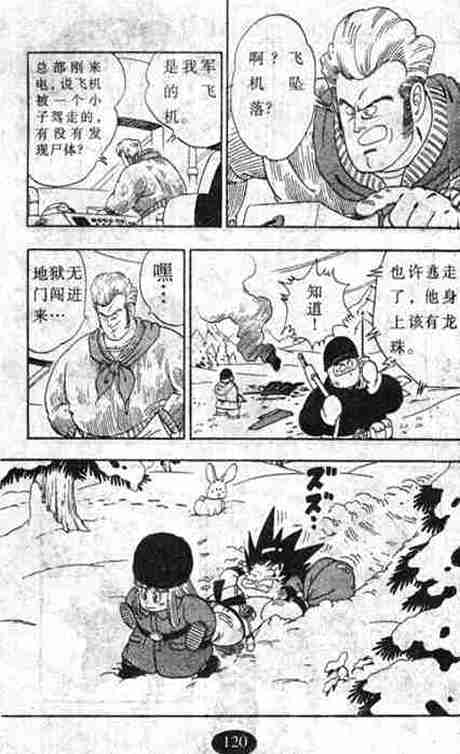 啊？飞
机坠
落？
是我军
的飞
机。
总部刚来
电，说飞机
被一个小
子驾走的，
有没有发
现尸体？
也许逃走
了，他身
上该有龙
珠。
知
道！
嘿…
地狱无
门闯进
来…
ズズズ…
120